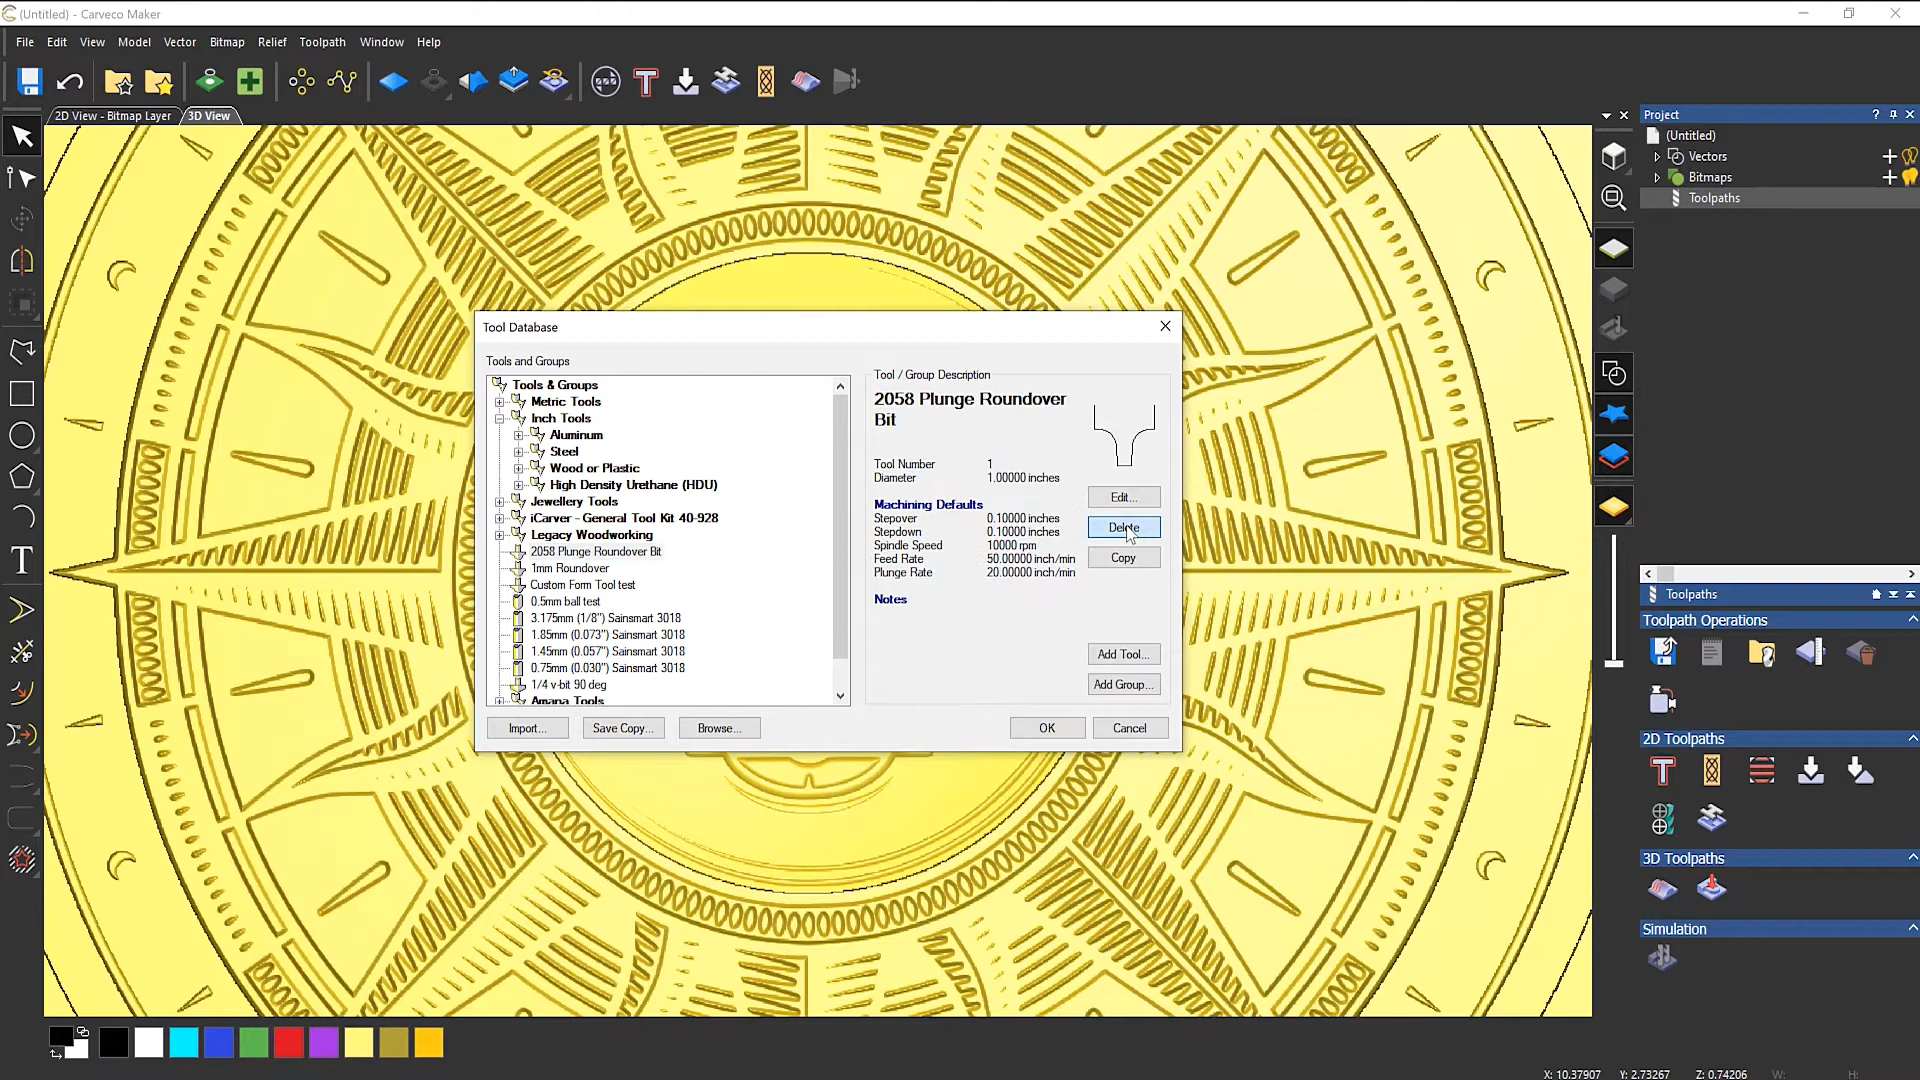 (Untitled) - Carveco Maker
File Edit View Model Vector Bitmap Relief Toolpath Window Help
2D View - Bitmap Layer 3D View
Project
(Untitled)
Vectors
Bitmaps
Toolpaths
Tool Database
Tools and Groups
Tools & Groups
Metric Tools
Inch Tools
Aluminum
Steel
Wood or Plastic
High Density Urethane (HDU)
Jewellery Tools
iCarver - General Tool Kit 40-928
Legacy Woodworking
2058 Plunge Roundover Bit
1mm Roundover
Custom Form Tool test
0.5mm ball test
3.175mm (1/8") Sainsmart 3018
1.85mm (0.073") Sainsmart 3018
1.45mm (0.057") Sainsmart 3018
0.75mm (0.030") Sainsmart 3018
1/4 v-bit 90 deg
Amana Tools
Import...
Save Copy...
Browse...
Tool / Group Description
2058 Plunge Roundover
Bit
Tool Number 1
Diameter 1.00000 inches
Machining Defaults
Stepover 0.10000 inches
Stepdown 0.10000 inches
Spindle Speed 10000 rpm
Feed Rate 50.00000 inch/min
Plunge Rate 20.00000 inch/min
Notes
Edit...
Delete
Copy
Add Tool...
Add Group...
OK
Cancel
Toolpaths
Toolpath Operations
2D Toolpaths
3D Toolpaths
Simulation
X: 10.37907 Y: 2.73267 Z: 0.74206 W: H: